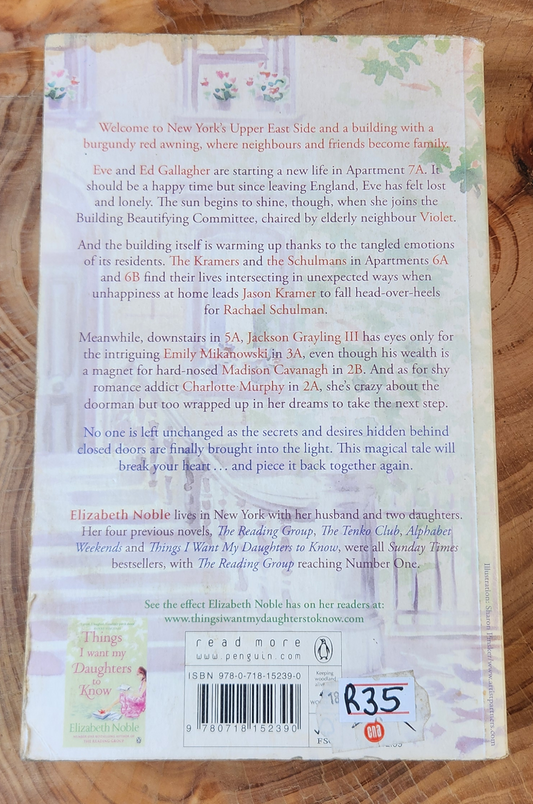 Welcome to New York's Upper East Side and a building with a
burgundy red awning, where neighbours and friends become family.
Eve and Ed Gallagher are starting a new life in Apartment 7A. It
should be a happy time but since leaving England, Eve has felt lost
and lonely. The sun begins to shine, though, when she joins the
Building Beautifying Committee, chaired by elderly neighbour Violet.
And the building itself is warming up thanks to the tangled emotions
of its residents. The Kramers and the Schulmans in Apartments 6A
and 6B find their lives intersecting in unexpected ways when
unhappiness at home leads Jason Kramer to fall head-over-heels
for Rachael Schulman.
Meanwhile, downstairs in 5A, Jackson Grayling III has eyes only for
the intriguing Emily Mikanowski in 3A, even though his wealth is
a magnet for hard-nosed Madison Cavanagh in 2B. And as for shy
romance addict Charlotte Murphy in 2A, she's crazy about the
doorman but too wrapped up in her dreams to take the next step.
No one is left unchanged as the secrets and desires hidden behind
closed doors are finally brought into the light. This magical tale will
break your heart . . . and piece it back together again.
Elizabeth Noble lives in New York with her husband and two daughters.
Her four previous novels, The Reading Group, The Tenko Club, Alphabet
Weekends and Things I Want My Daughters to Know, were all Sunday Times
bestsellers, with The Reading Group reaching Number One.
See the effect Elizabeth Noble has on her readers at:
www.thingsiwantmydaughterstoknow.com
Things
I want my
Daughters
to
Know
Elizabeth Noble
read more
www.penguin.com
ISBN 978-0-718-15239-0
9 780718 152390
Keeping
R35
Illustration: